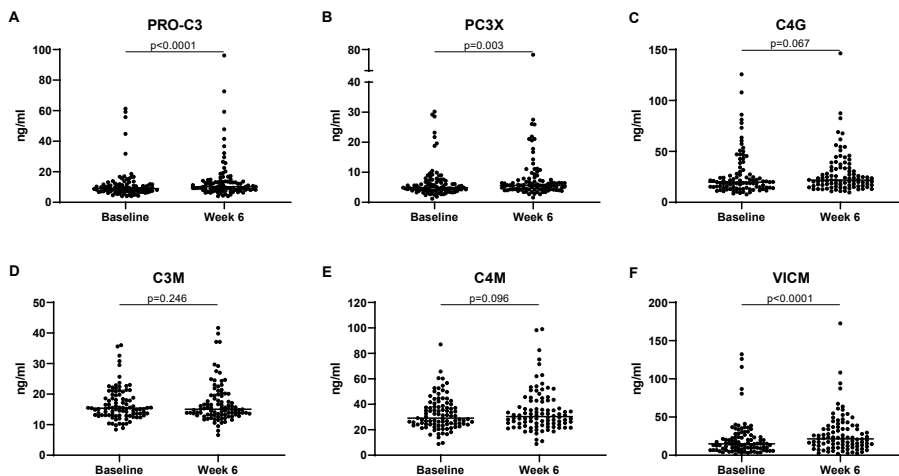 A
PRO-C3
p<0.0001
ng/ml
100
80
60
40
20
0
Baseline
Week 6
B
PC3X
p=0.003
ng/ml
80
40
30
20
10
0
Baseline
Week 6
C
C4G
p=0.067
ng/ml
150
100
50
0
Baseline
Week 6
D
C3M
p=0.246
ng/ml
50
40
30
20
10
0
Baseline
Week 6
E
C4M
p=0.096
ng/ml
120
100
80
60
40
20
0
Baseline
Week 6
F
VICM
p<0.0001
ng/ml
200
150
100
50
0
Baseline
Week 6